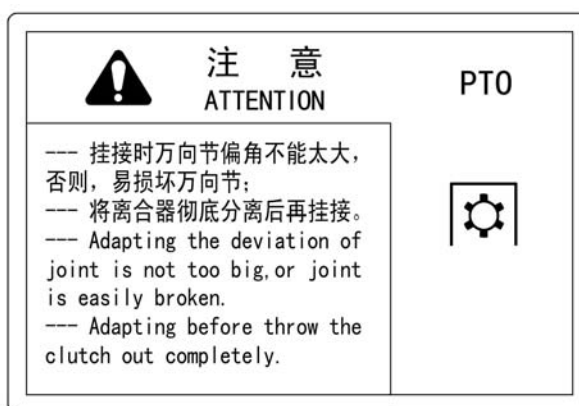 注 意
ATTENTION
PTO
--- 挂接时万向节偏角不能太大,
否则, 易损坏万向节;
--- 将离合器彻底分离后再挂接。
--- Adapting the deviation of
joint is not too big,or joint
is easily broken.
--- Adapting before throw the
clutch out completely.